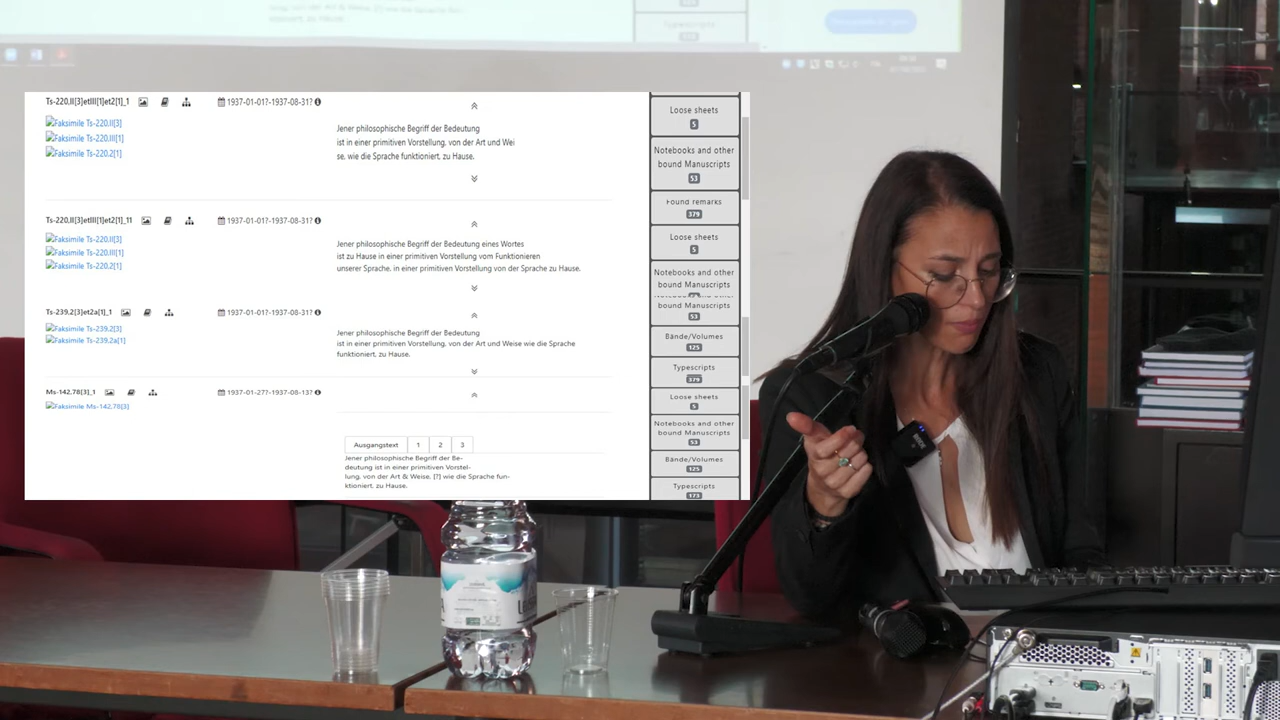 Ts-220,II[3]etIII[1]et2[1]_1
1937-01-01?-1937-08-31?
Faksimile Ts-220,II[3]
Faksimile Ts-220,III[1]
Faksimile Ts-220,2[1]
Jener philosophische Begriff der Bedeutung
ist in einer primitiven Vorstellung, von der Art und Wei
se, wie die Sprache funktioniert, zu Hause.
Ts-220,II[3]etIII[1]et2[1]_11
1937-01-01?-1937-08-31?
Faksimile Ts-220,II[3]
Faksimile Ts-220,III[1]
Faksimile Ts-220,2[1]
Jener philosophische Begriff der Bedeutung eines Wortes
ist zu Hause in einer primitiven Vorstellung vom Funktionieren
unserer Sprache, in einer primitiven Vorstellung von der Sprache zu Hause.
Ts-239,2[3]et2a[1]_1
1937-01-01?-1937-08-31?
Faksimile Ts-239,2[3]
Faksimile Ts-239,2a[1]
Jener philosophische Begriff der Bedeutung
ist in einer primitiven Vorstellung, von der Art und Weise wie die Sprache
funktioniert, zu Hause.
Ms-142,78[3]_1
1937-01-27?-1937-08-13?
Faksimile Ms-142,78[3]
Ausgangstext 1 2 3
Jener philosophische Begriff der Be-
deutung ist in einer primitiven Vorstel-
lung, von der Art & Weise, [?] wie die Sprache fun-
ktioniert, zu Hause.
Loose sheets
5
Notebooks and other
bound Manuscripts
53
Found remarks
379
Loose sheets
5
Notebooks and other
bound Manuscripts
bound Manuscripts
53
Bände/Volumes
125
Typescripts
379
Loose sheets
5
Notebooks and other
bound Manuscripts
53
Bände/Volumes
125
Typescripts
173